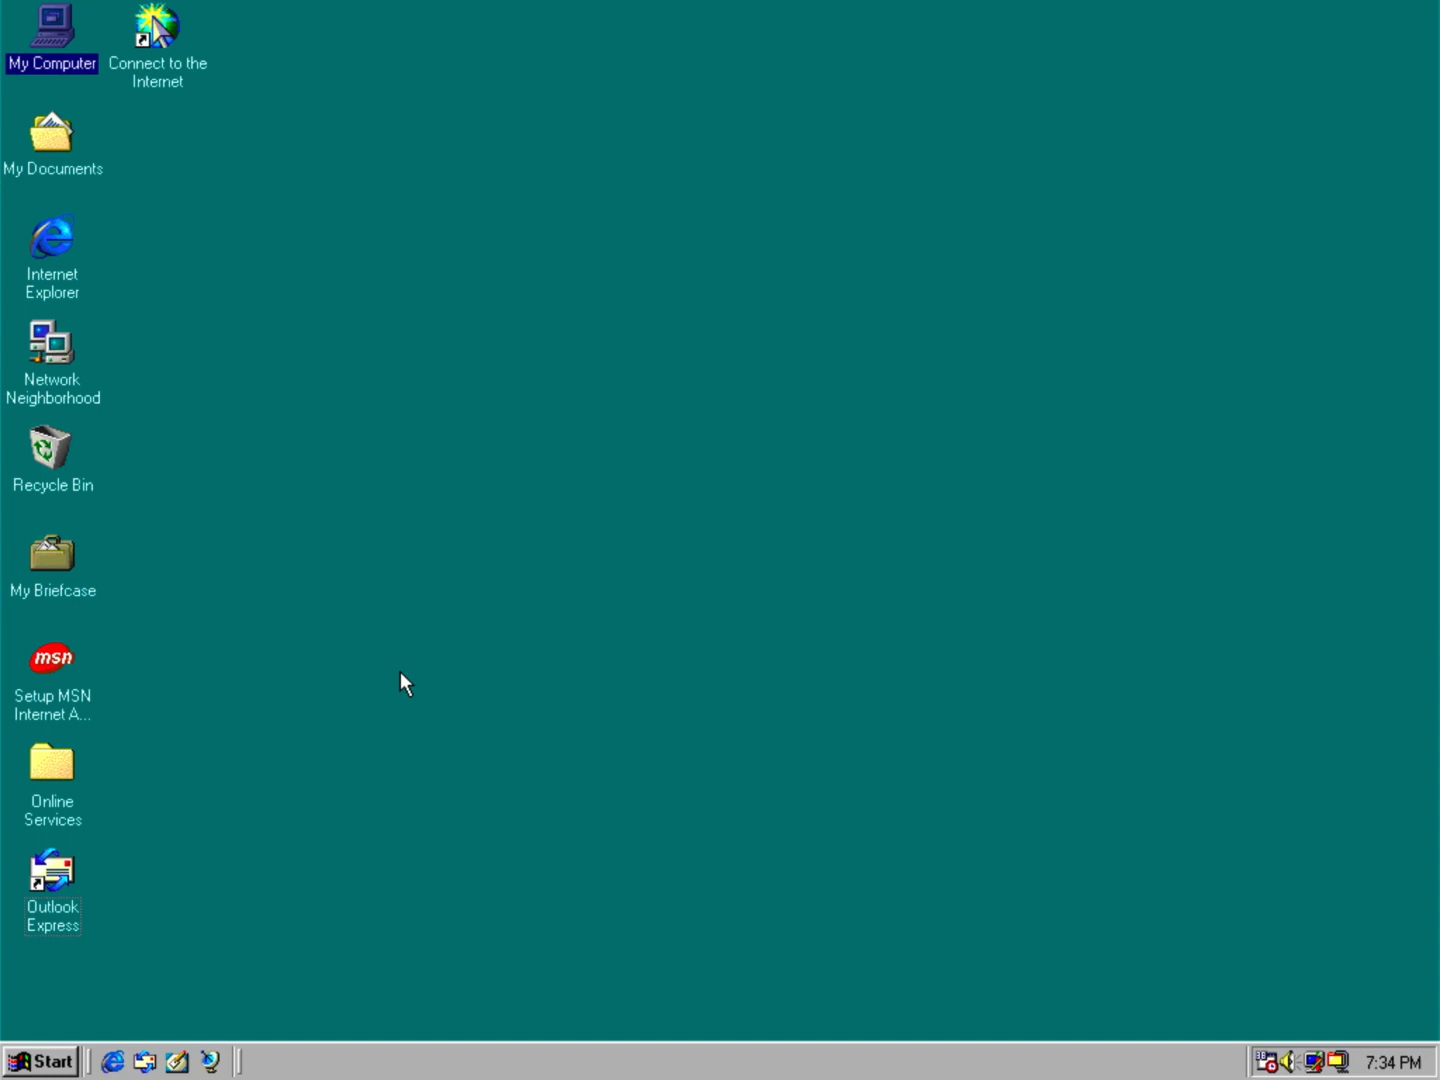 My Computer
Connect to the
Internet
My Documents
Internet
Explorer
Network
Neighborhood
Recycle Bin
My Briefcase
msn
Setup MSN
Internet A...
Online
Services
Outlook
Express
Start
7:34 PM